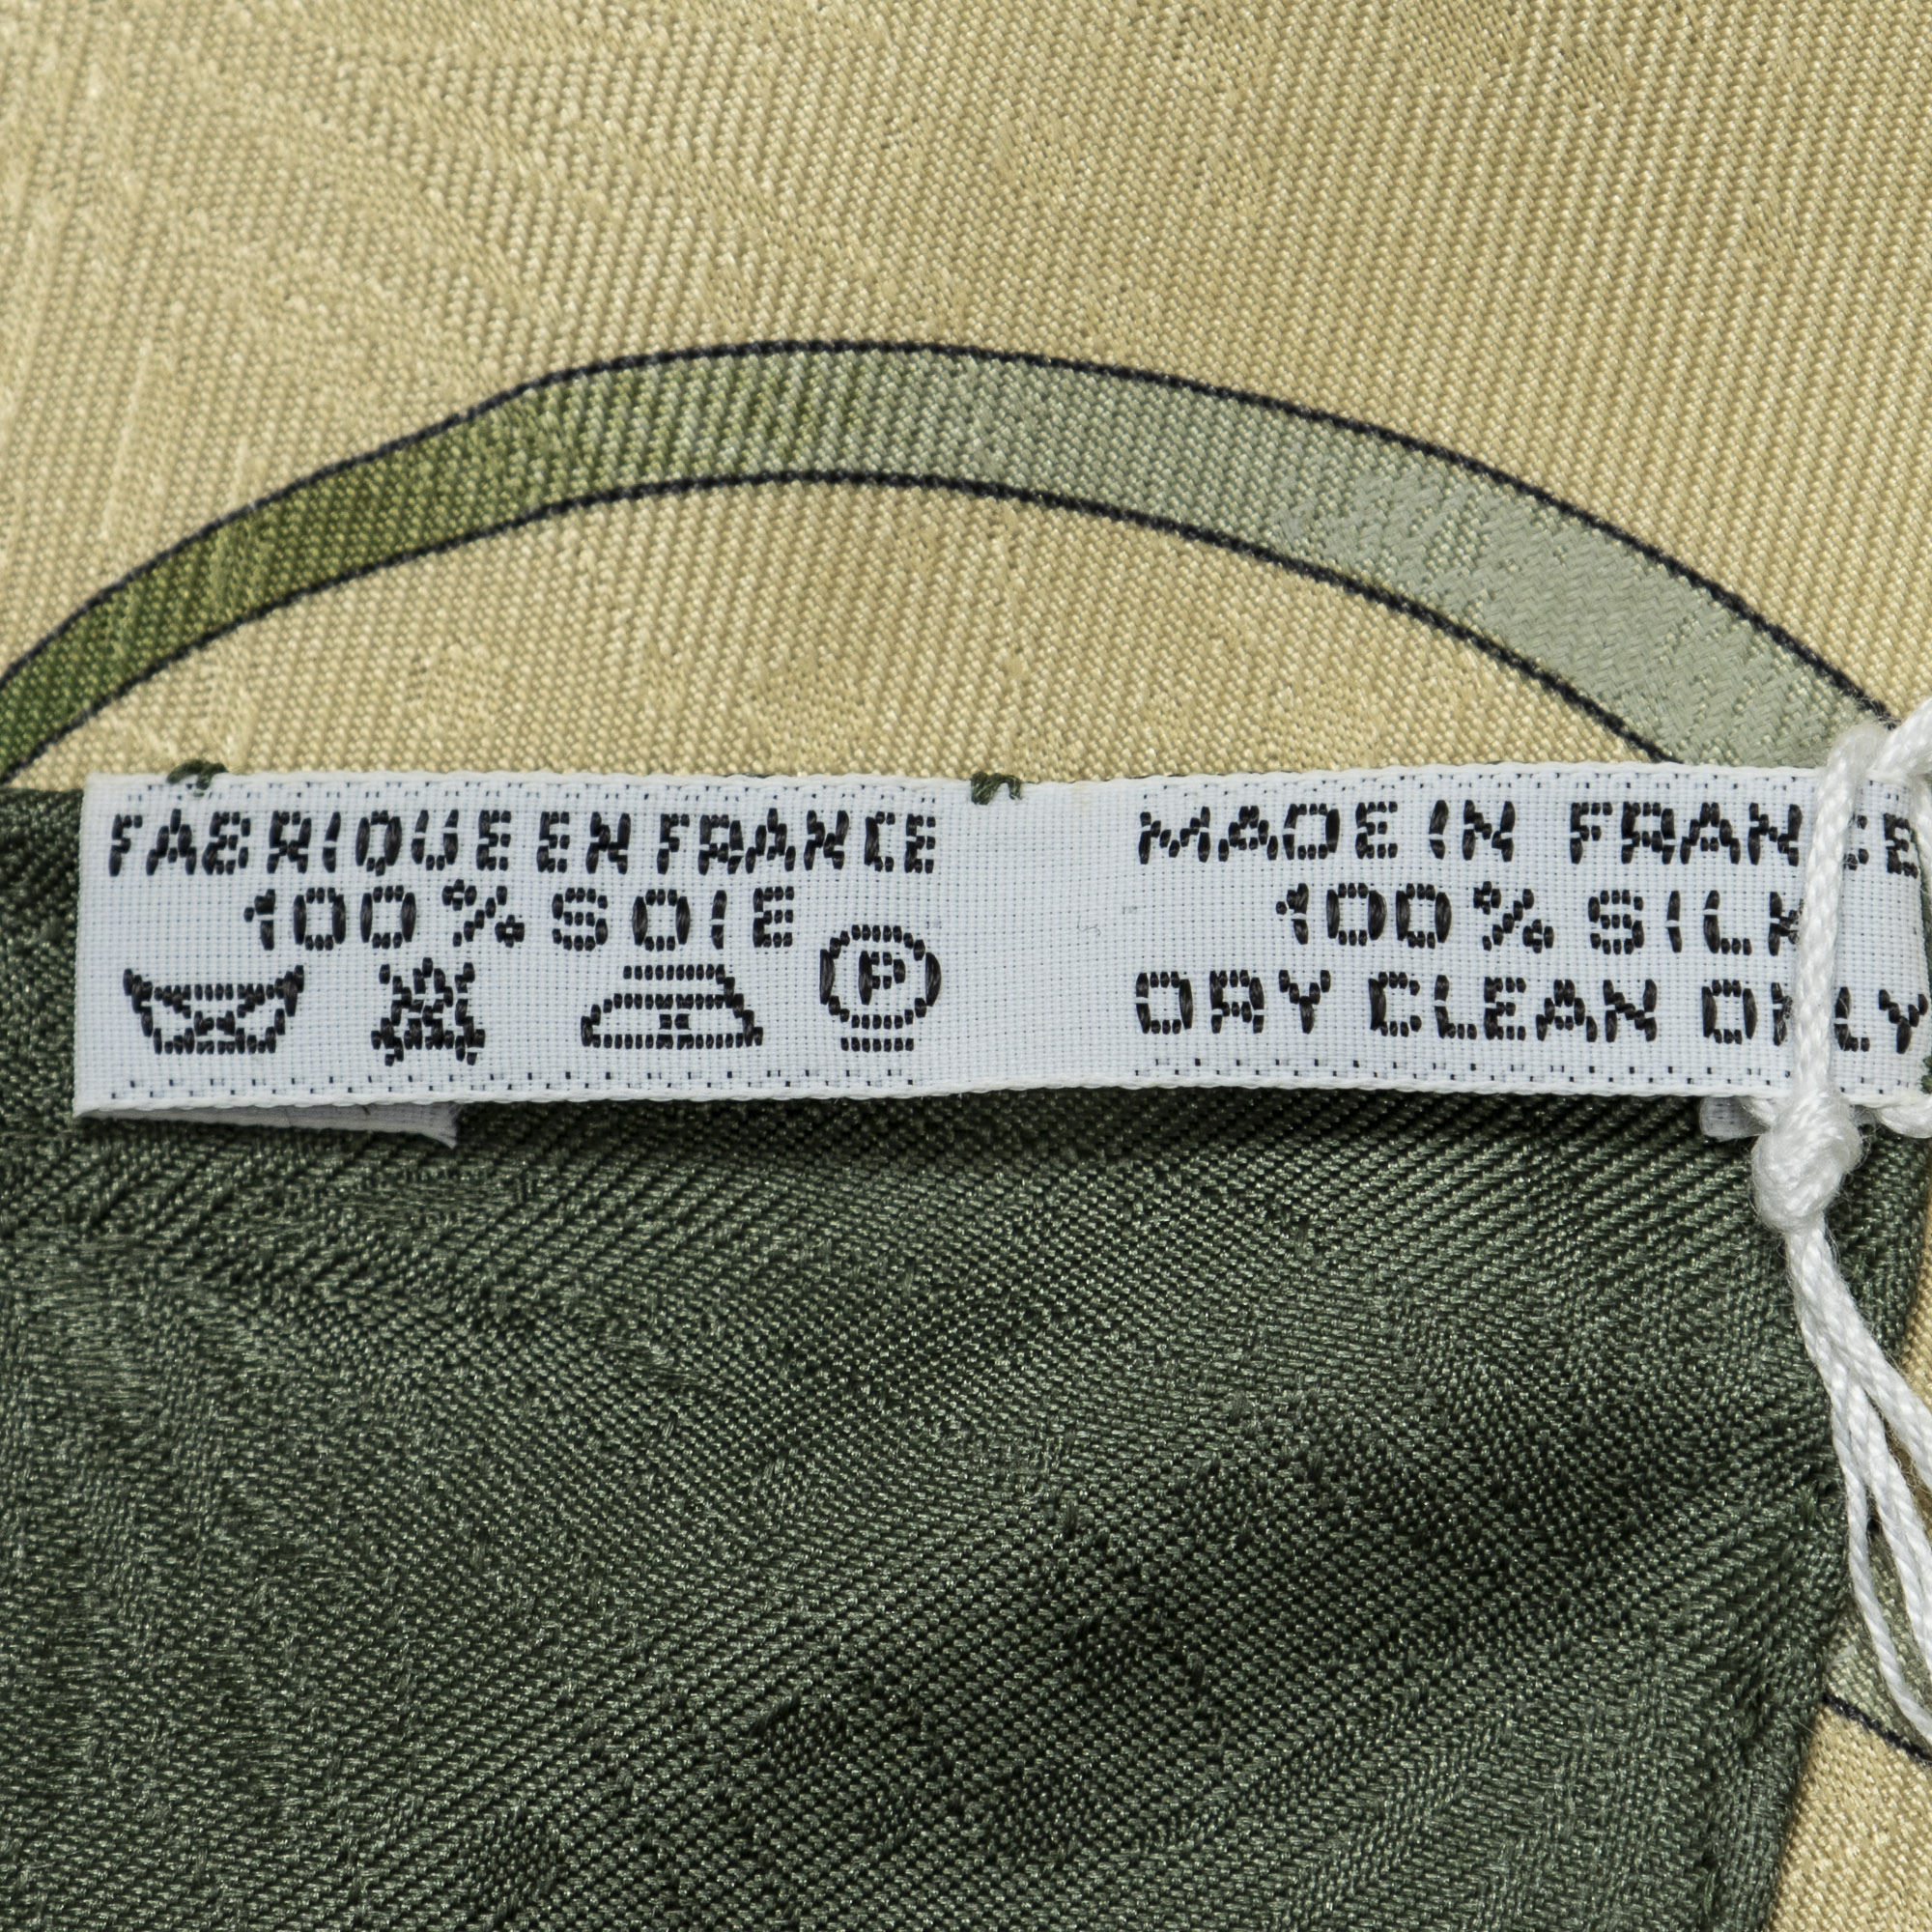 FABRIQUE EN FRANCE
100% SOIE
P
MADE IN FRANCE
100% SILK
DRY CLEAN ONLY